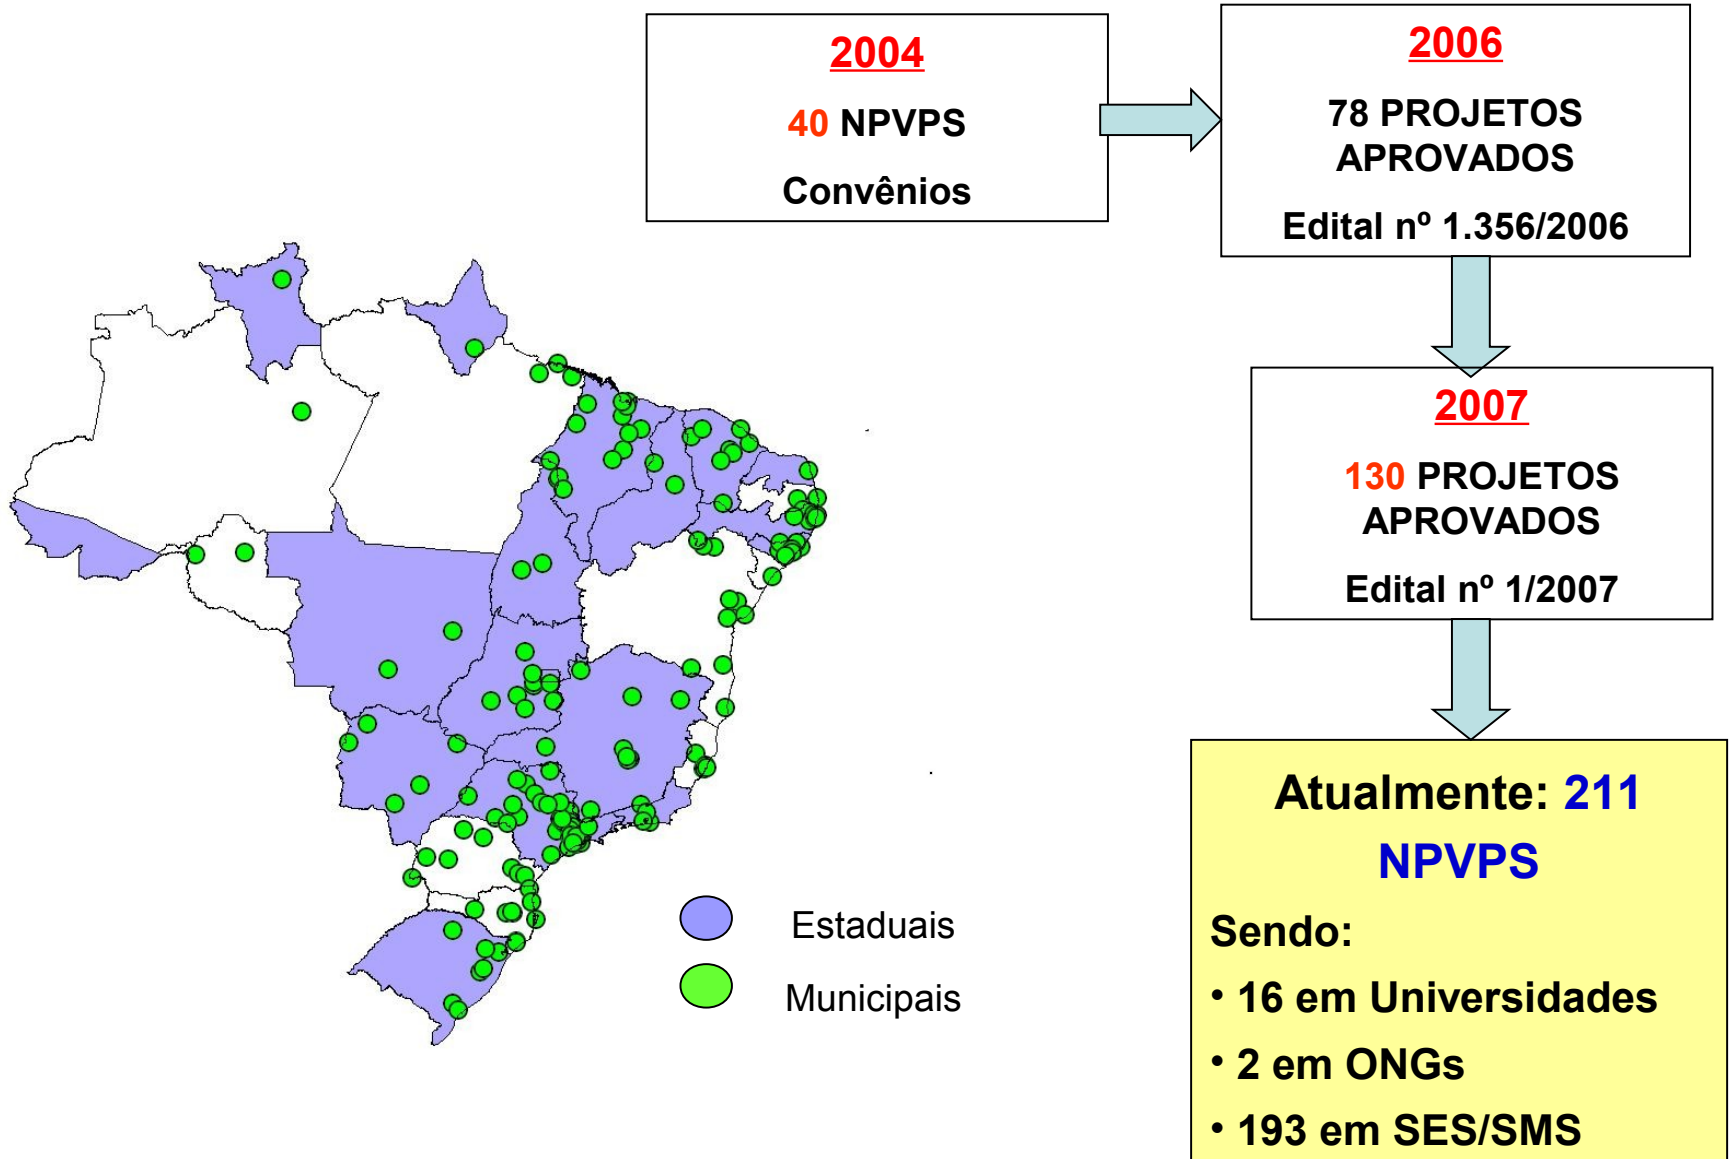 2004
40 NPVPS
Convênios
2006
78 PROJETOS
APROVADOS
Edital nº 1.356/2006
2007
130 PROJETOS
APROVADOS
Edital nº 1/2007
Atualmente: 211
NPVPS
Sendo:
• 16 em Universidades
• 2 em ONGs
• 193 em SES/SMS
Estaduais
Municipais